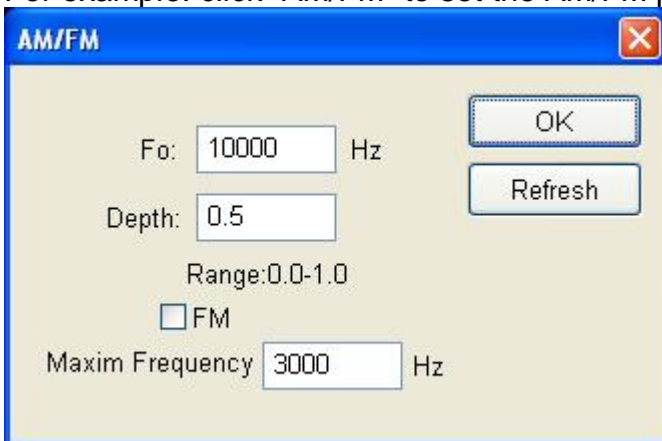 For example: click "AM/FM" to set the AM/FM
AM/FM
Fo: 10000 Hz
OK
Depth: 0.5
Refresh
Range:0.0-1.0
FM
Maxim Frequency 3000 Hz